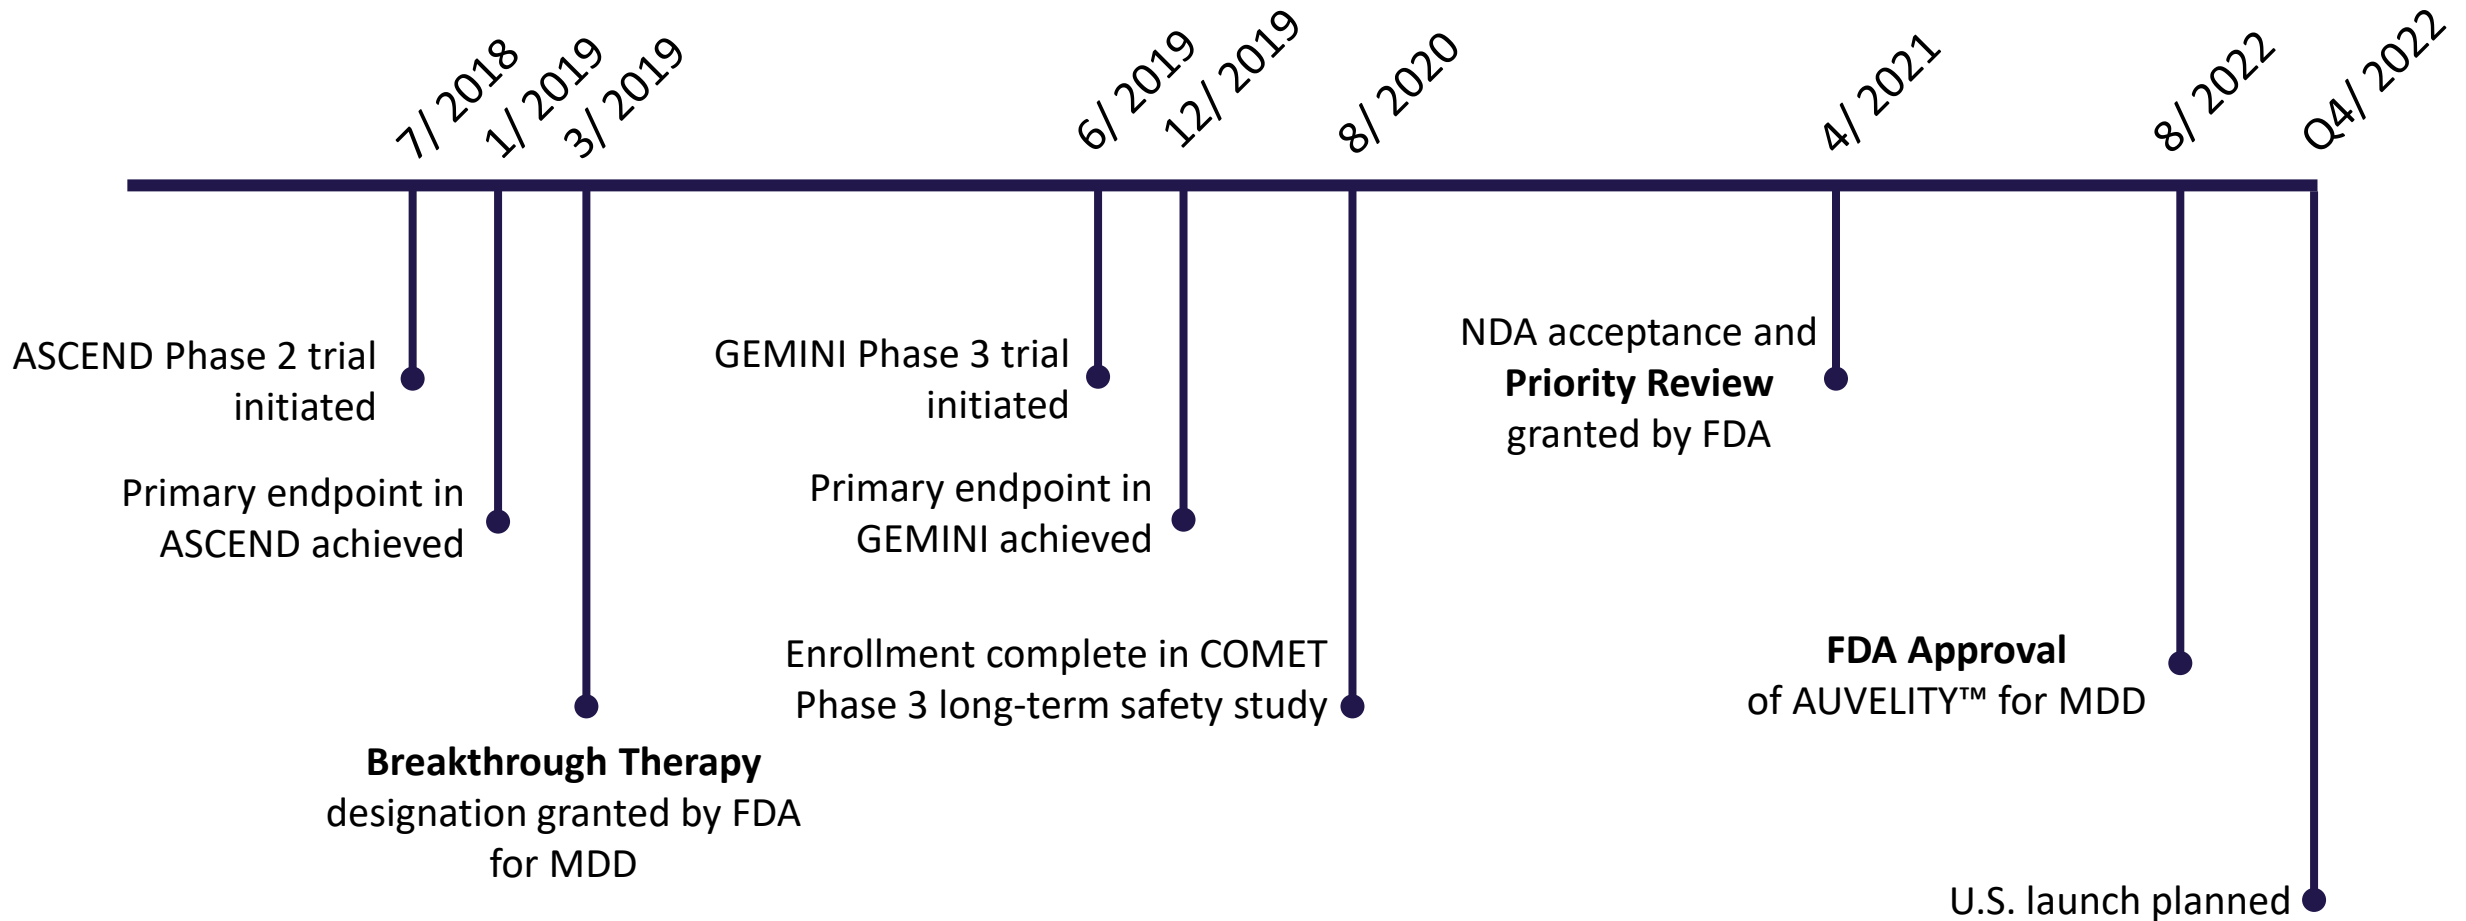 7/ 2018
1/ 2019
3/ 2019
6/ 2019
12/ 2019
8/ 2020
4/ 2021
8/ 2022
Q4/ 2022
ASCEND Phase 2 trial
initiated
Primary endpoint in
ASCEND achieved
Breakthrough Therapy
designation granted by FDA
for MDD
GEMINI Phase 3 trial
initiated
Primary endpoint in
GEMINI achieved
Enrollment complete in COMET
Phase 3 long-term safety study
NDA acceptance and
Priority Review
granted by FDA
FDA Approval
of AUVELITY™ for MDD
U.S. launch planned